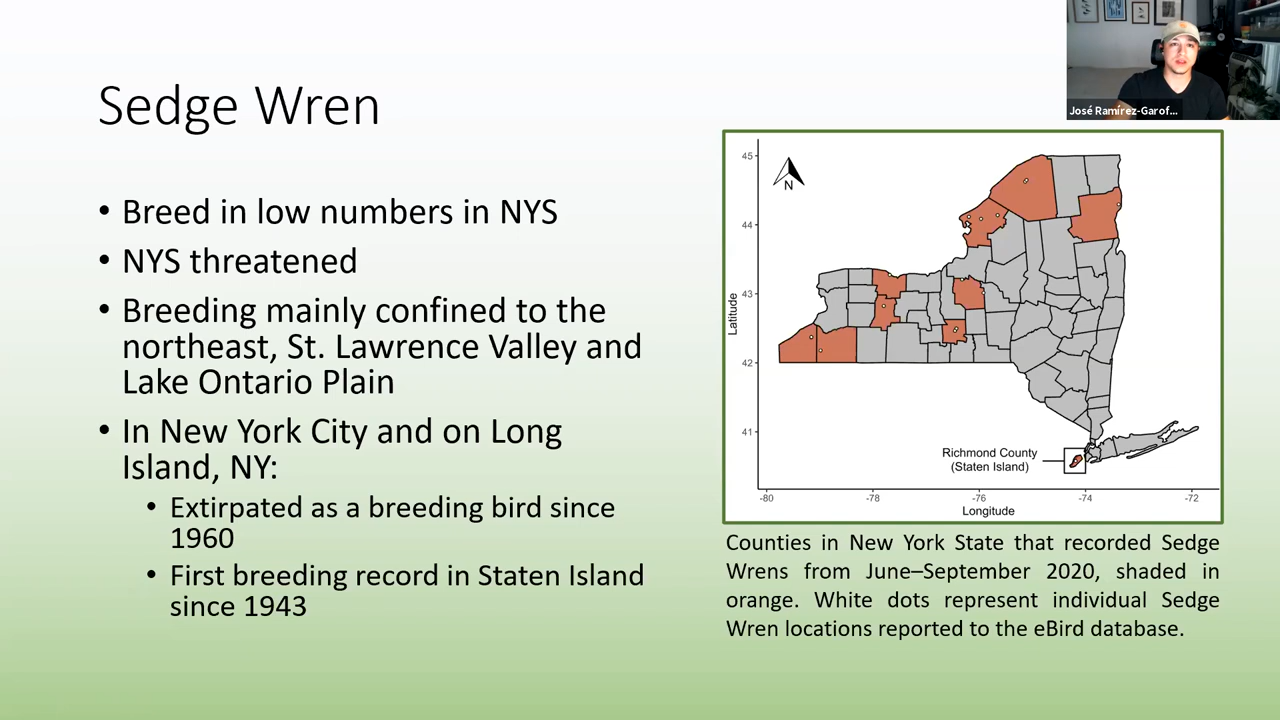 José Ramírez-Garof...
Sedge Wren
• Breed in low numbers in NYS
• NYS threatened
• Breeding mainly confined to the
northeast, St. Lawrence Valley and
Lake Ontario Plain
• In New York City and on Long
Island, NY:
• Extirpated as a breeding bird since
1960
• First breeding record in Staten Island
since 1943
45
44
43
42
41
Latitude
N
Richmond County
(Staten Island)
-80
-78
-76
-74
-72
Longitude
Counties in New York State that recorded Sedge
Wrens from June–September 2020, shaded in
orange. White dots represent individual Sedge
Wren locations reported to the eBird database.